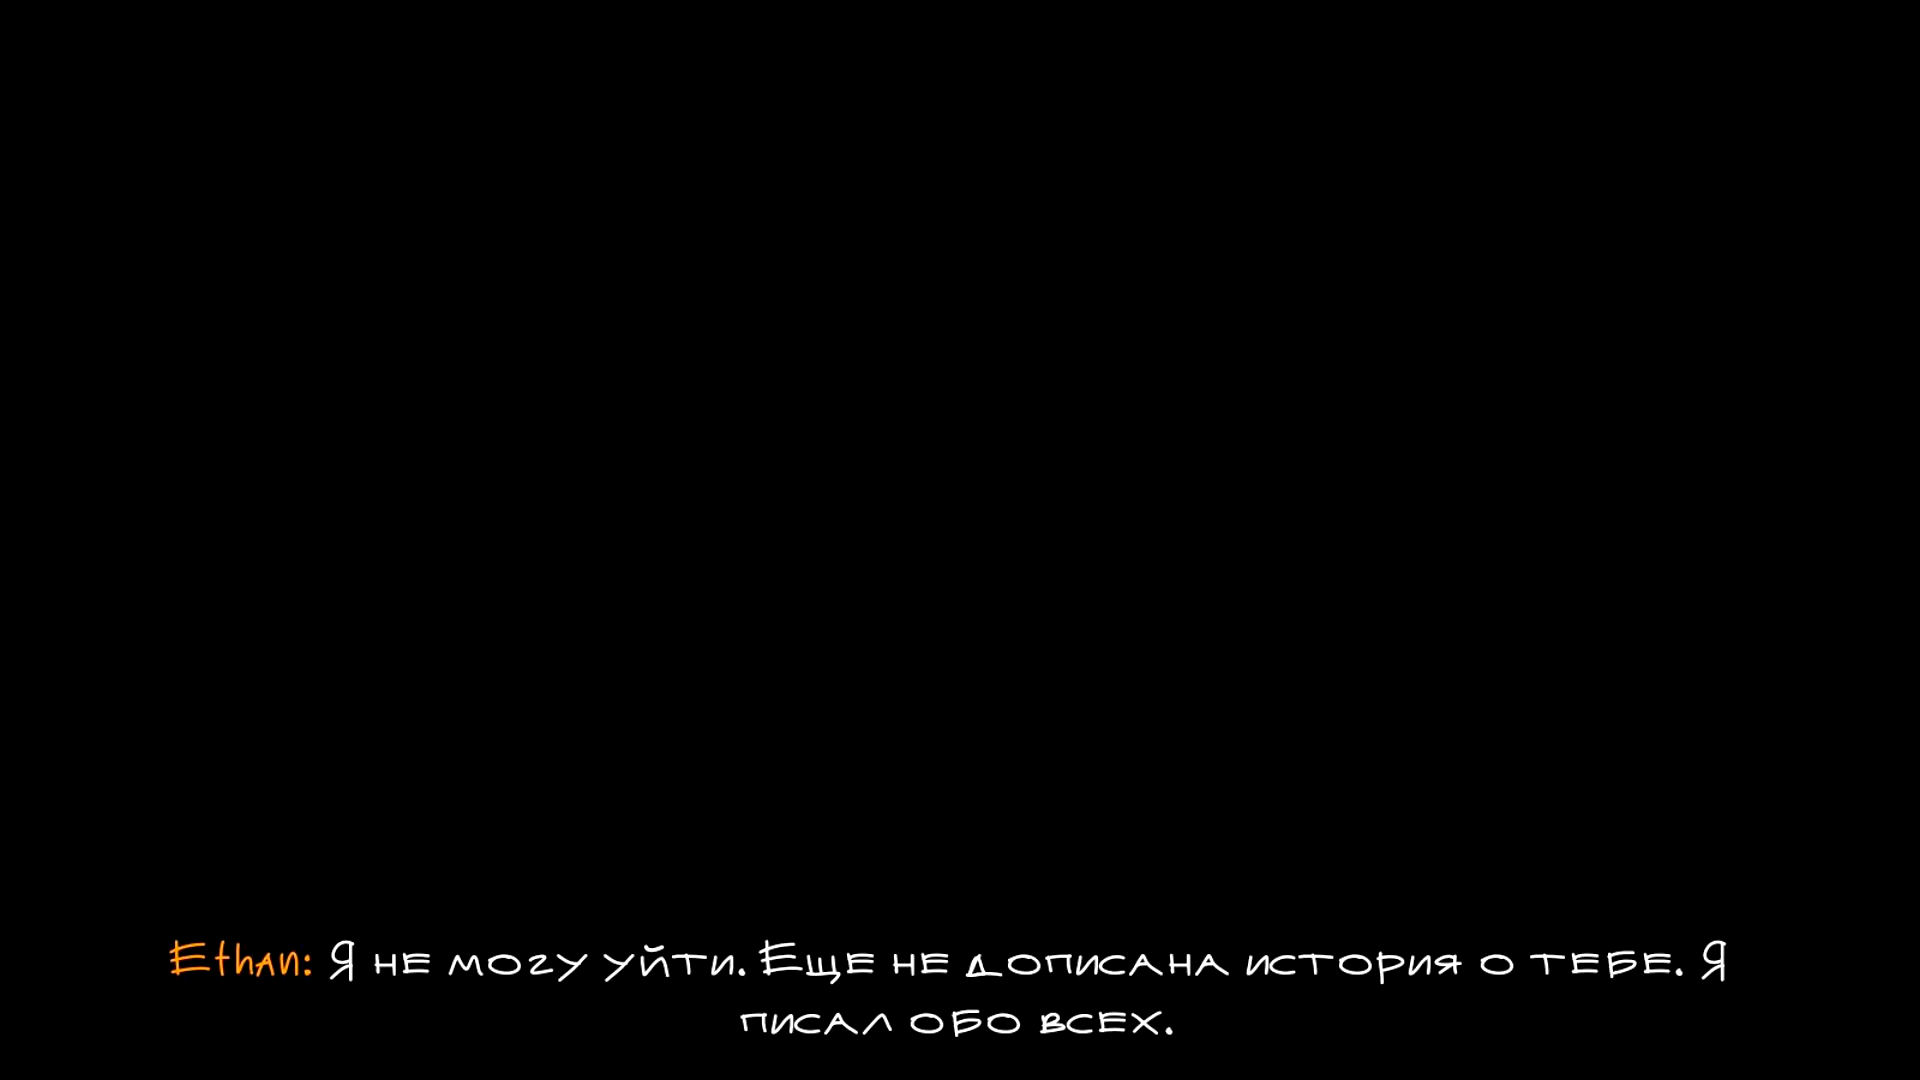 Ethan: Я не могу уйти. Еще не дописана история о тебе. Я
писал обо всех.